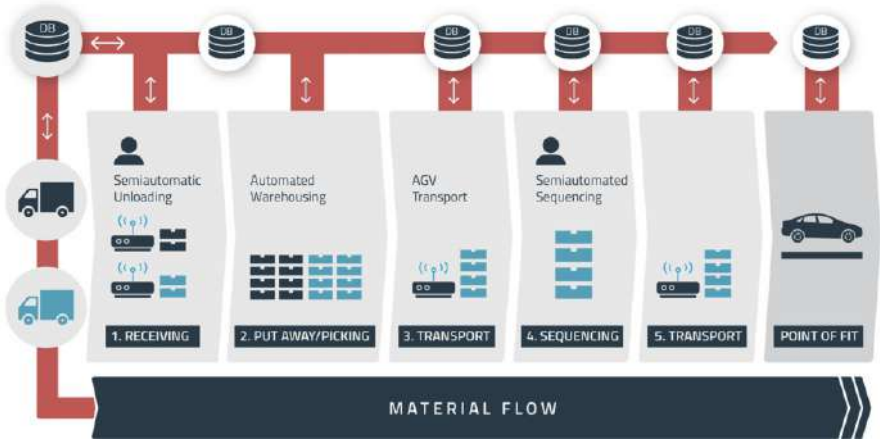 DB
DB
DB
DB
DB
DB
Semiautomatic
Unloading
Automated
Warehousing
AGV
Transport
Semiautomated
Sequencing
1. RECEIVING
2. PUT AWAY/PICKING
3. TRANSPORT
4. SEQUENCING
5. TRANSPORT
POINT OF FIT
MATERIAL FLOW